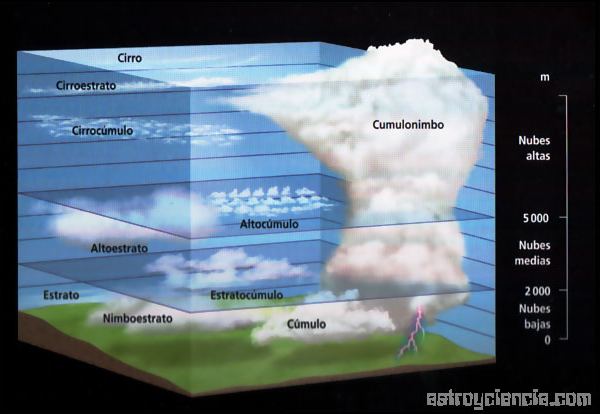 Cirro
Cirroestrato
Cirrocúmulo
Cumulonimbo
Altocúmulo
Altoestrato
Estrato
Estratocúmulo
Nimboestrato
Cúmulo
m
Nubes
altas
5 000
Nubes
medias
2 000
Nubes
bajas
0
astroyciencia.com